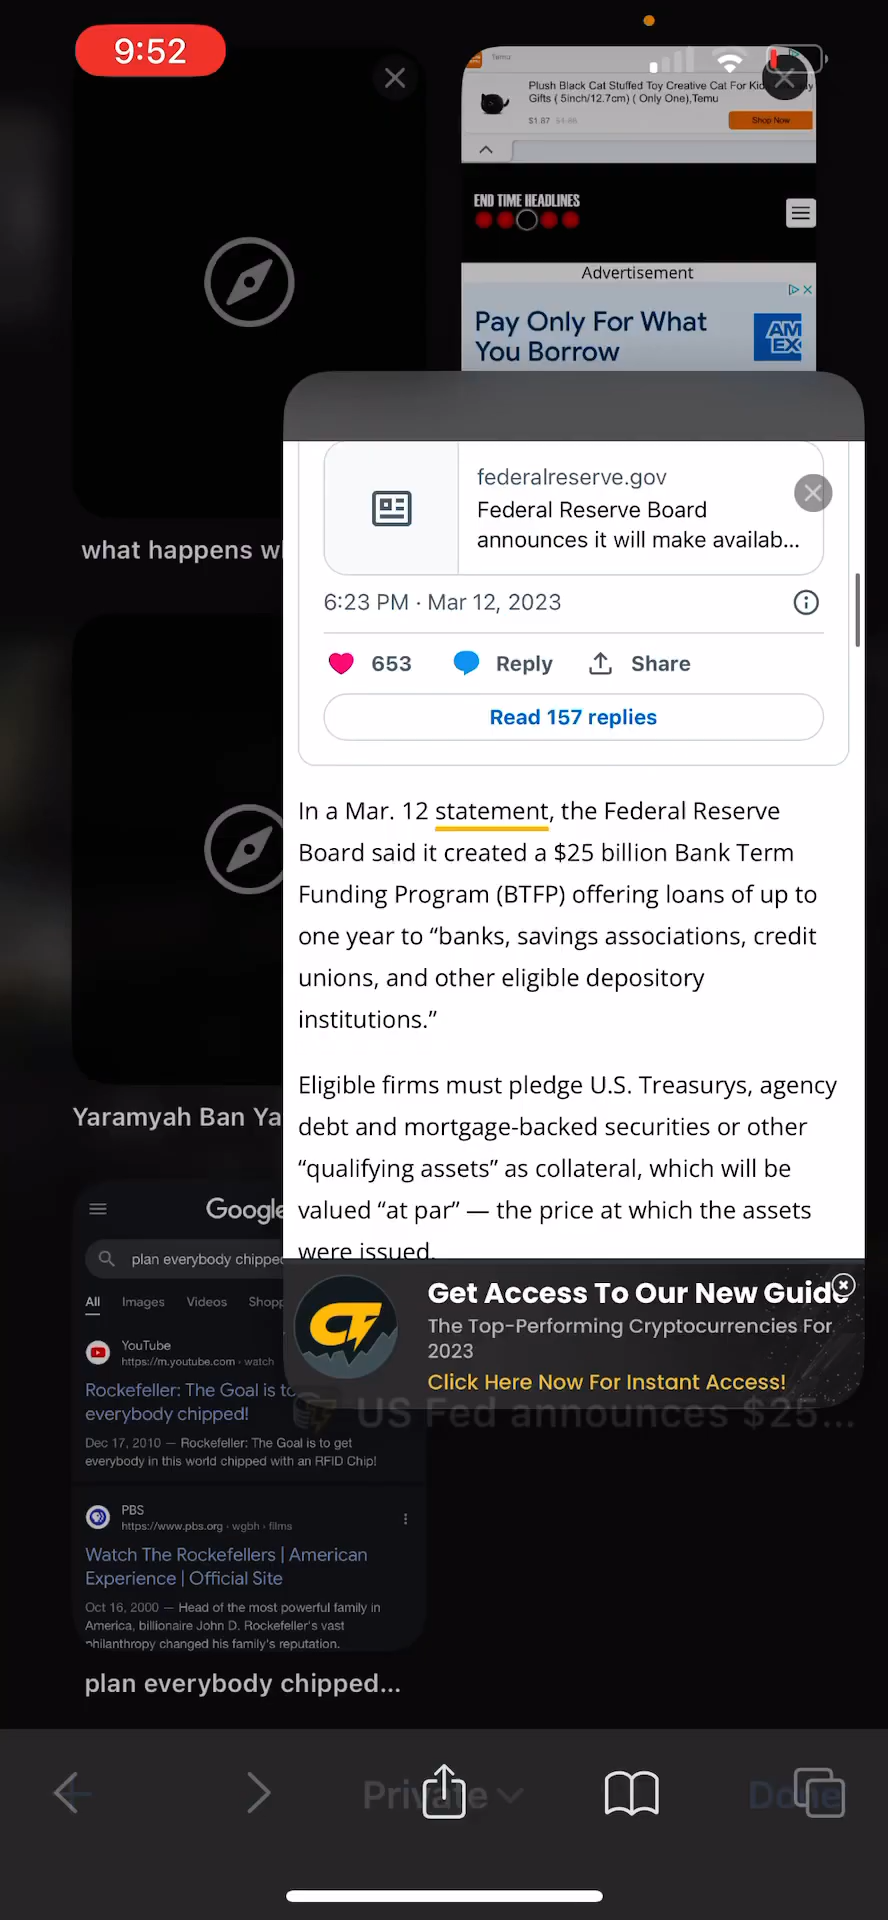 9:52
Temu
Plush Black Cat Stuffed Toy Creative Cat For Kid
Gifts ( 5inch/12.7cm) ( Only One),Temu
$1.87
Shop Now
END TIME HEADLINES
Advertisement
Pay Only For What
You Borrow
AM
EX
what happens w
federalreserve.gov
Federal Reserve Board
announces it will make availab...
6:23 PM · Mar 12, 2023
653
Reply
Share
Read 157 replies
In a Mar. 12 statement, the Federal Reserve
Board said it created a $25 billion Bank Term
Funding Program (BTFP) offering loans of up to
one year to “banks, savings associations, credit
unions, and other eligible depository
institutions.”
Yaramyah Ban Ya
Eligible firms must pledge U.S. Treasurys, agency
debt and mortgage-backed securities or other
“qualifying assets” as collateral, which will be
valued “at par” — the price at which the assets
were issued.
Google
plan everybody chippe
All Images Videos Shopp
YouTube
https://m.youtube.com › watch
Rockefeller: The Goal is to
everybody chipped!
Dec 17, 2010 — Rockefeller: The Goal is to get
everybody in this world chipped with an RFID Chip!
Get Access To Our New Guide
The Top-Performing Cryptocurrencies For
2023
Click Here Now For Instant Access!
US Fed announces $25...
PBS
https://www.pbs.org › wgbh › films
Watch The Rockefellers | American
Experience | Official Site
Oct 16, 2000 — Head of the most powerful family in
America, billionaire John D. Rockefeller's vast
philanthropy changed his family's reputation.
plan everybody chipped...
Private
Done